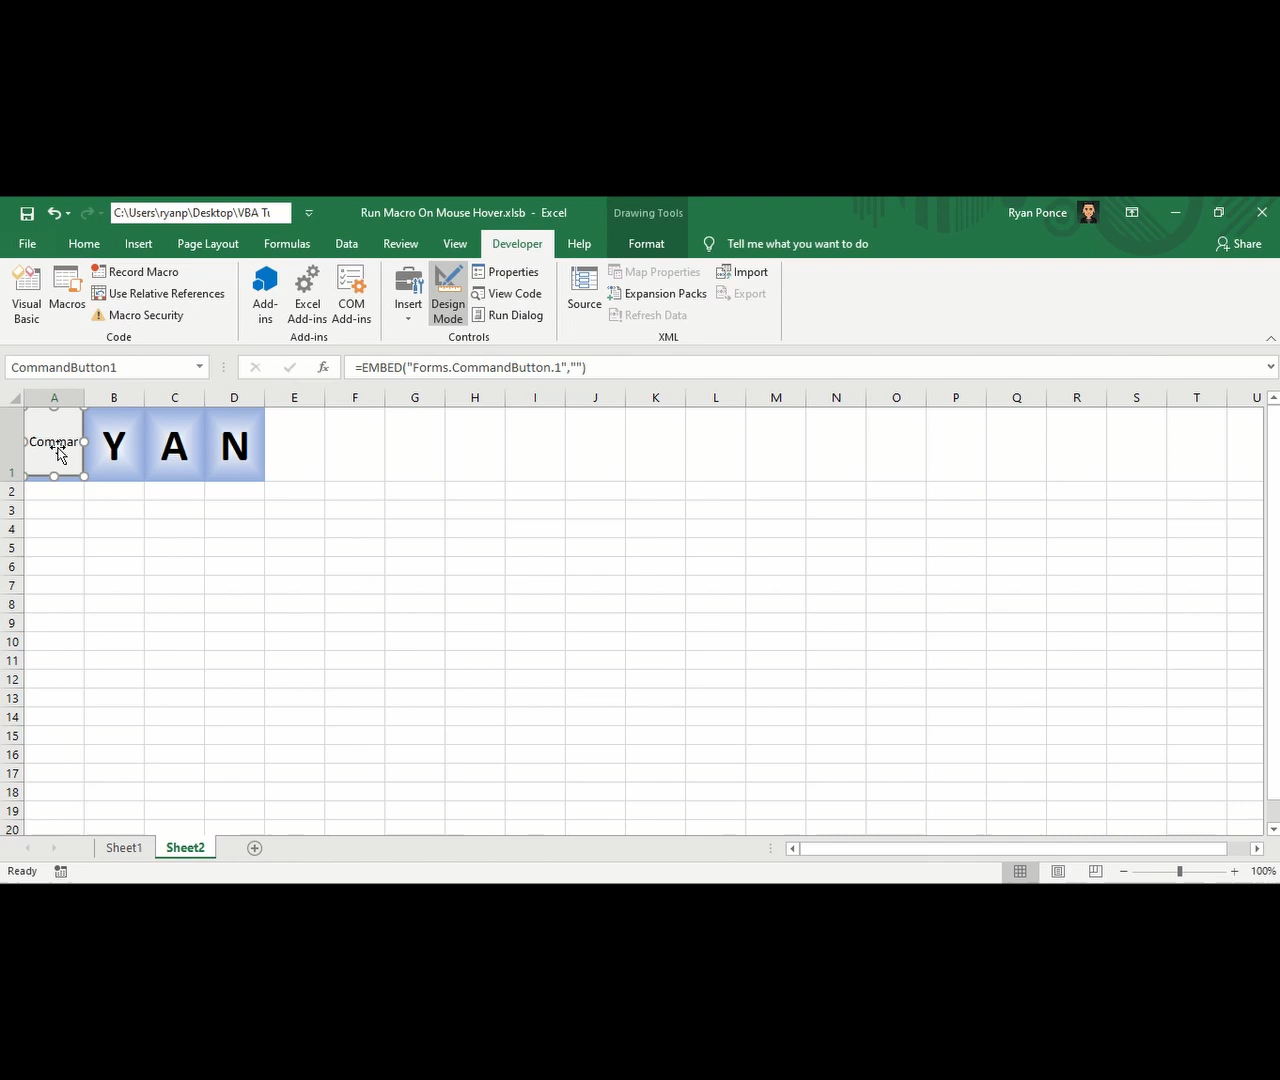 C:\Users\ryanp\Desktop\VBA Tu
Run Macro On Mouse Hover.xlsb - Excel
Drawing Tools
Ryan Ponce
File Home Insert Page Layout Formulas Data Review View Developer Help Format Tell me what you want to do Share
Visual Basic
Macros
Record Macro
Use Relative References
Macro Security
Code
Add-ins
Excel Add-ins
COM Add-ins
Add-ins
Insert
Design Mode
Properties
View Code
Run Dialog
Controls
Source
Map Properties
Expansion Packs
Refresh Data
Import
Export
XML
CommandButton1
fx
=EMBED("Forms.CommandButton.1","")
A B C D E F G H I J K L M N O P Q R S T U
Commar Y A N
1
2
3
4
5
6
7
8
9
10
11
12
13
14
15
16
17
18
19
20
Sheet1 Sheet2
Ready
100%